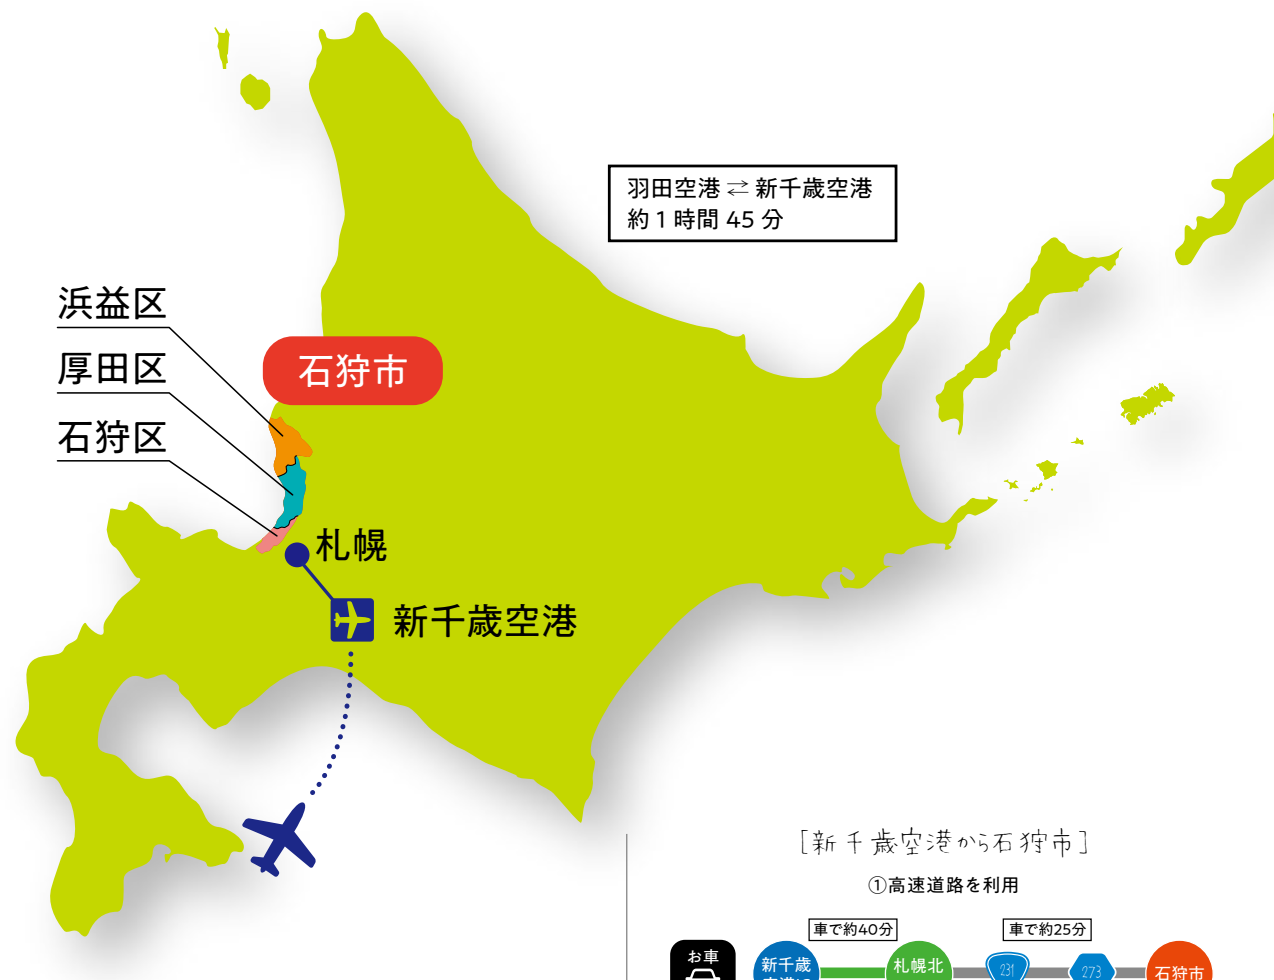 羽田空港 ⇄ 新千歳空港
約 1 時間 45 分
浜益区
厚田区
石狩区
石狩市
札幌
新千歳空港
[新千歳空港から石狩市]
①高速道路を利用
車で約40分
車で約25分
お車
新千歳
札幌北
231
273
石狩市